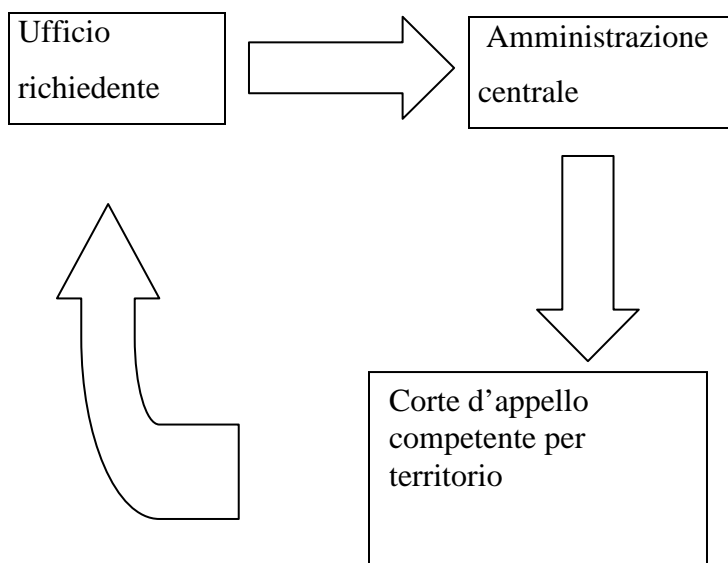 Ufficio
richiedente
Amministrazione
centrale
Corte d’appello
competente per
territorio